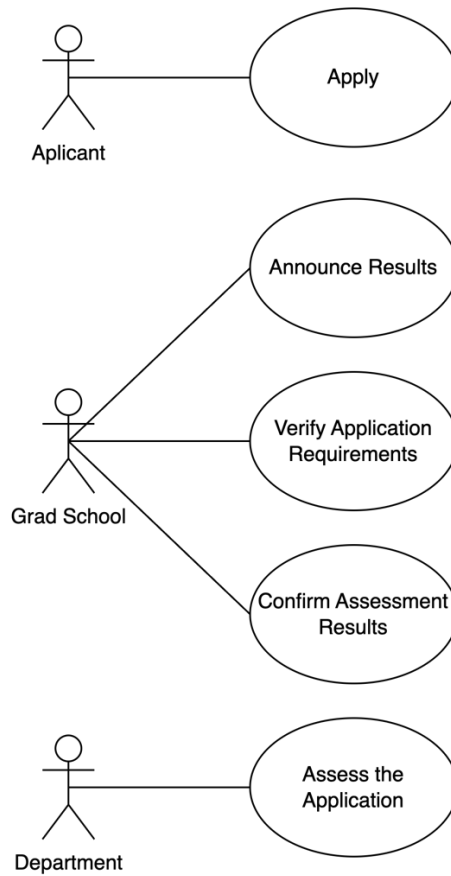 Apply
Aplicant
Announce Results
Verify Application
Requirements
Grad School
Confirm Assessment
Results
Assess the
Application
Department